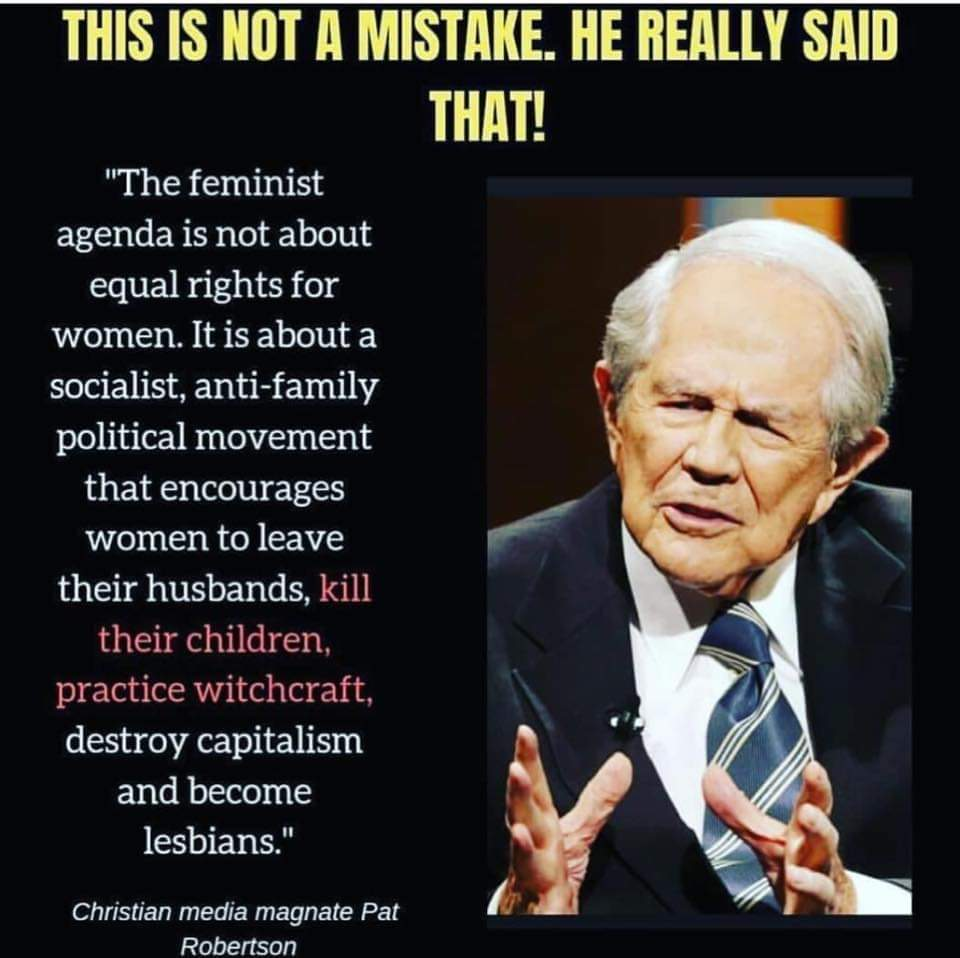 THIS IS NOT A MISTAKE. HE REALLY SAID
THAT!
"The feminist
agenda is not about
equal rights for
women. It is about a
socialist, anti-family
political movement
that encourages
women to leave
their husbands, kill
their children,
practice witchcraft,
destroy capitalism
and become
lesbians."
Christian media magnate Pat
Robertson